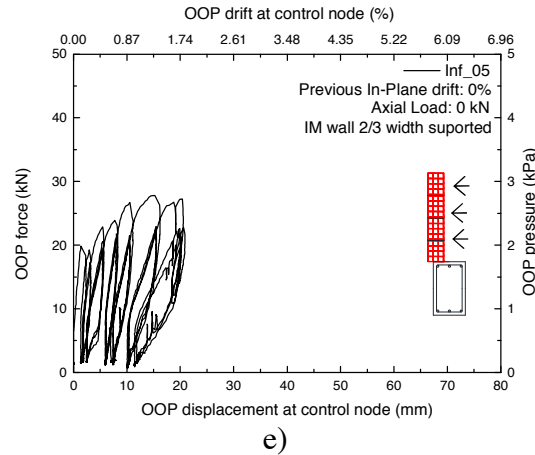 OOP drift at control node (%)
0.00 0.87 1.74 2.61 3.48 4.35 5.22 6.09 6.96
50 5
Inf_05
Previous In-Plane drift: 0%
Axial Load: 0 kN
IM wall 2/3 width suported
40 4
30 3
20 2
10 1
0 0
OOP force (kN)
OOP pressure (kPa)
0 10 20 30 40 50 60 70 80
OOP displacement at control node (mm)
e)